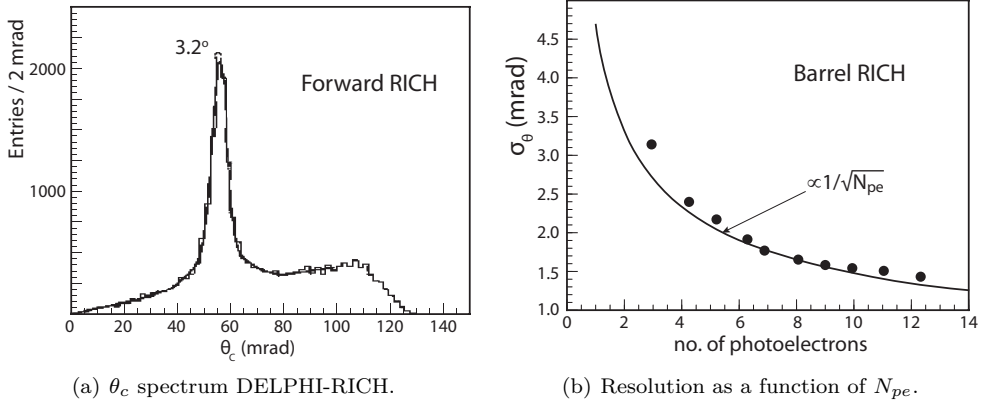 3.2°
Forward RICH
Entries / 2 mrad
2000
1000
0 20 40 60 80 100 120 140
θc (mrad)
(a) θc spectrum DELPHI-RICH.
Barrel RICH
σθ (mrad)
4.5
4.0
3.5
3.0
2.5
2.0
1.5
1.0
∝1/√Npe
0 2 4 6 8 10 12 14
no. of photoelectrons
(b) Resolution as a function of Npe.